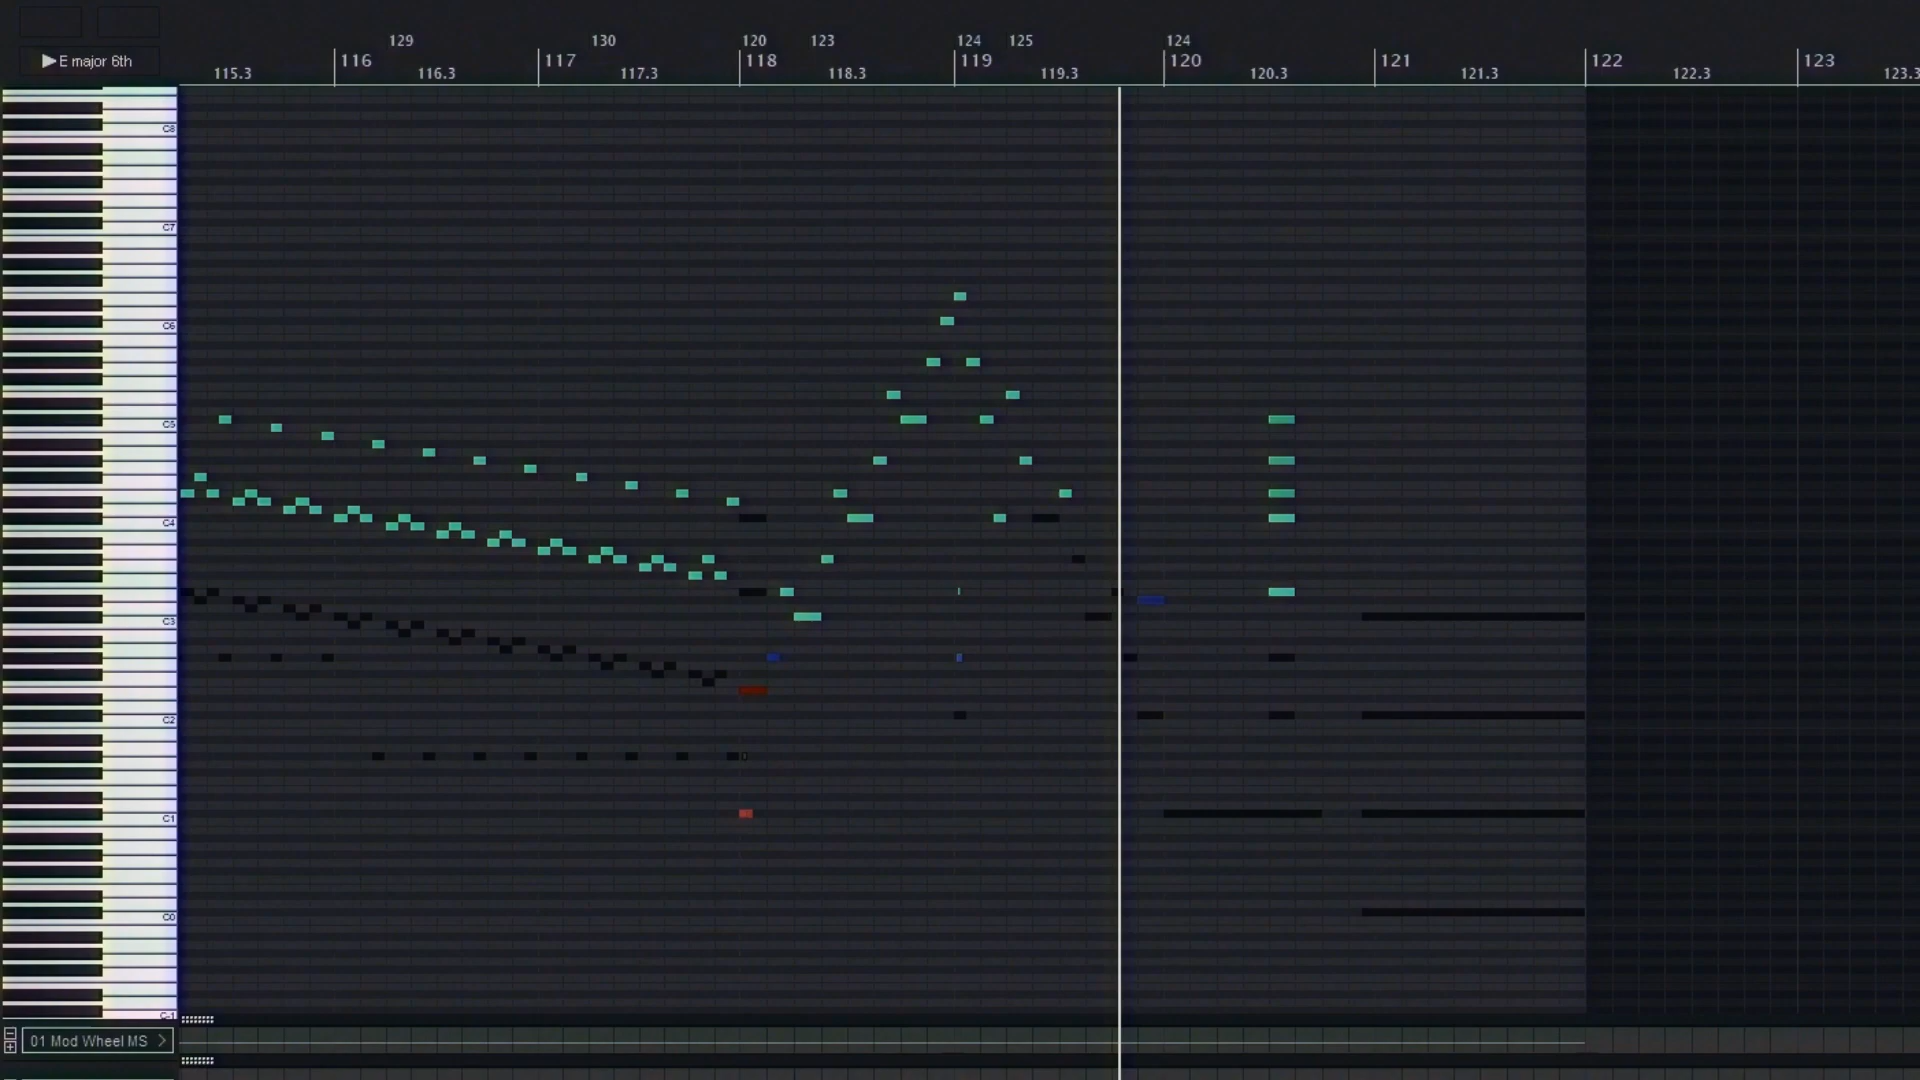 129 130 120 123 124 125 124
▶E major 6th 116 117 118 119 120 121 122 123
115.3 116.3 117.3 118.3 119.3 120.3 121.3 122.3 123.3
C8
C7
C6
C5
C4
C3
C2
C1
C0
C-1
01 Mod Wheel MS >